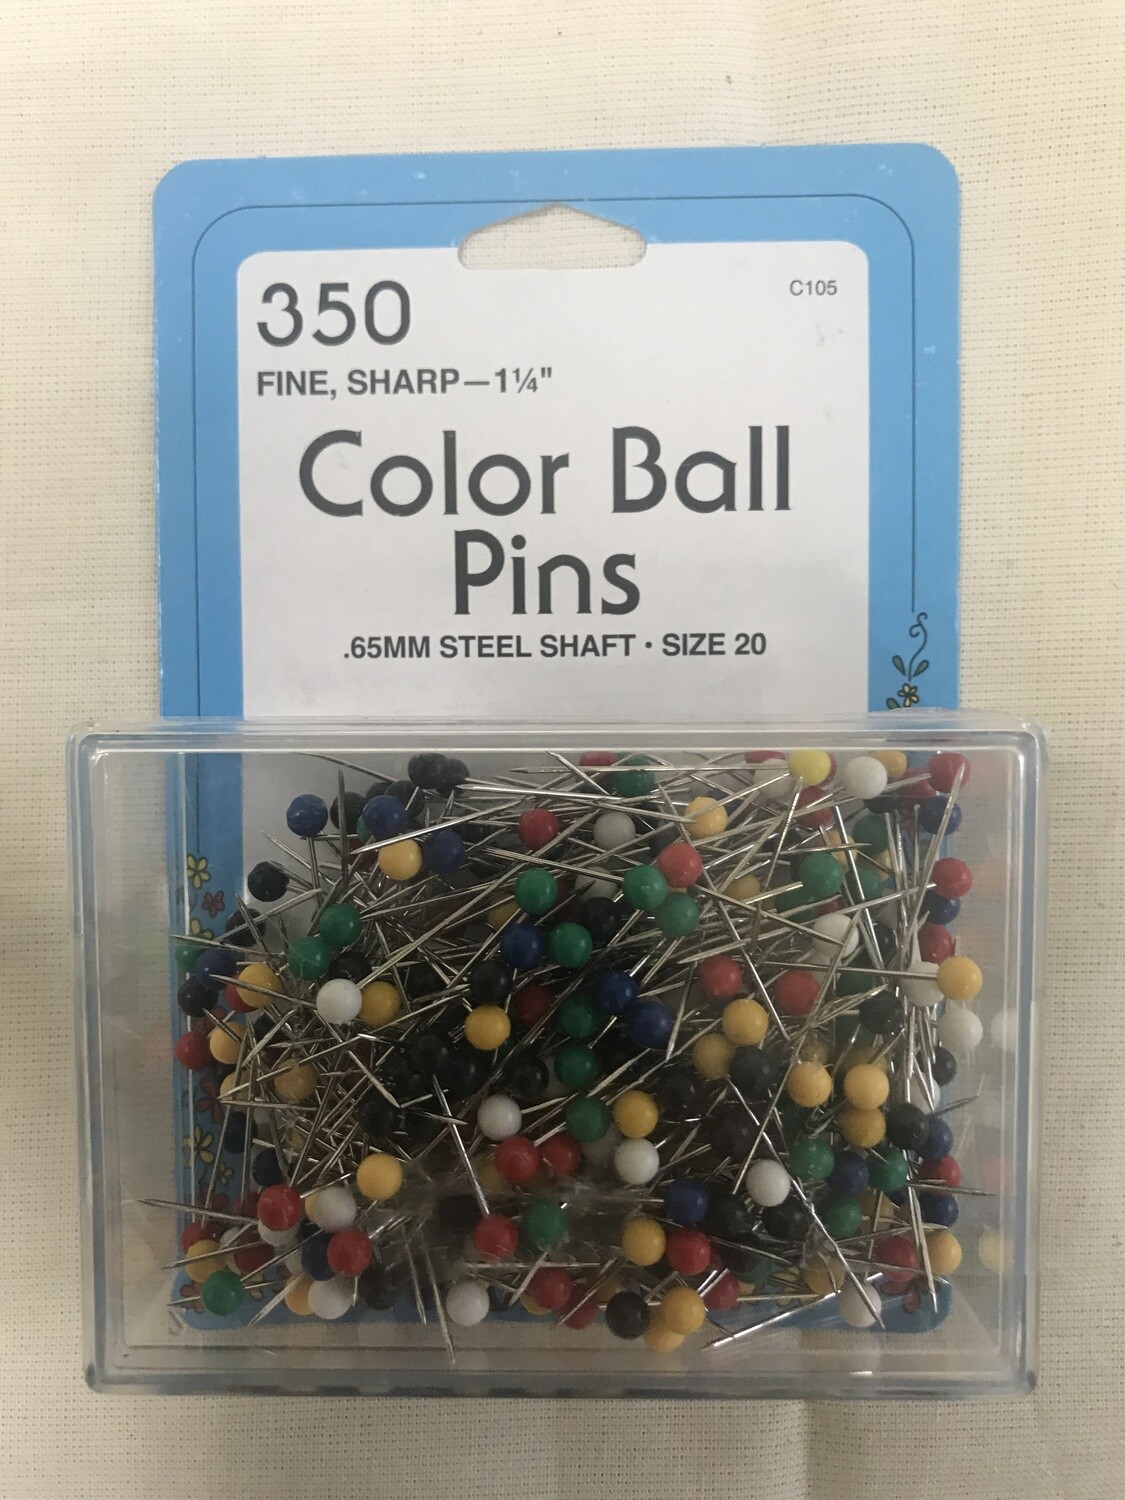 350
C105
FINE, SHARP—1¼"
Color Ball
Pins
.65MM STEEL SHAFT • SIZE 20